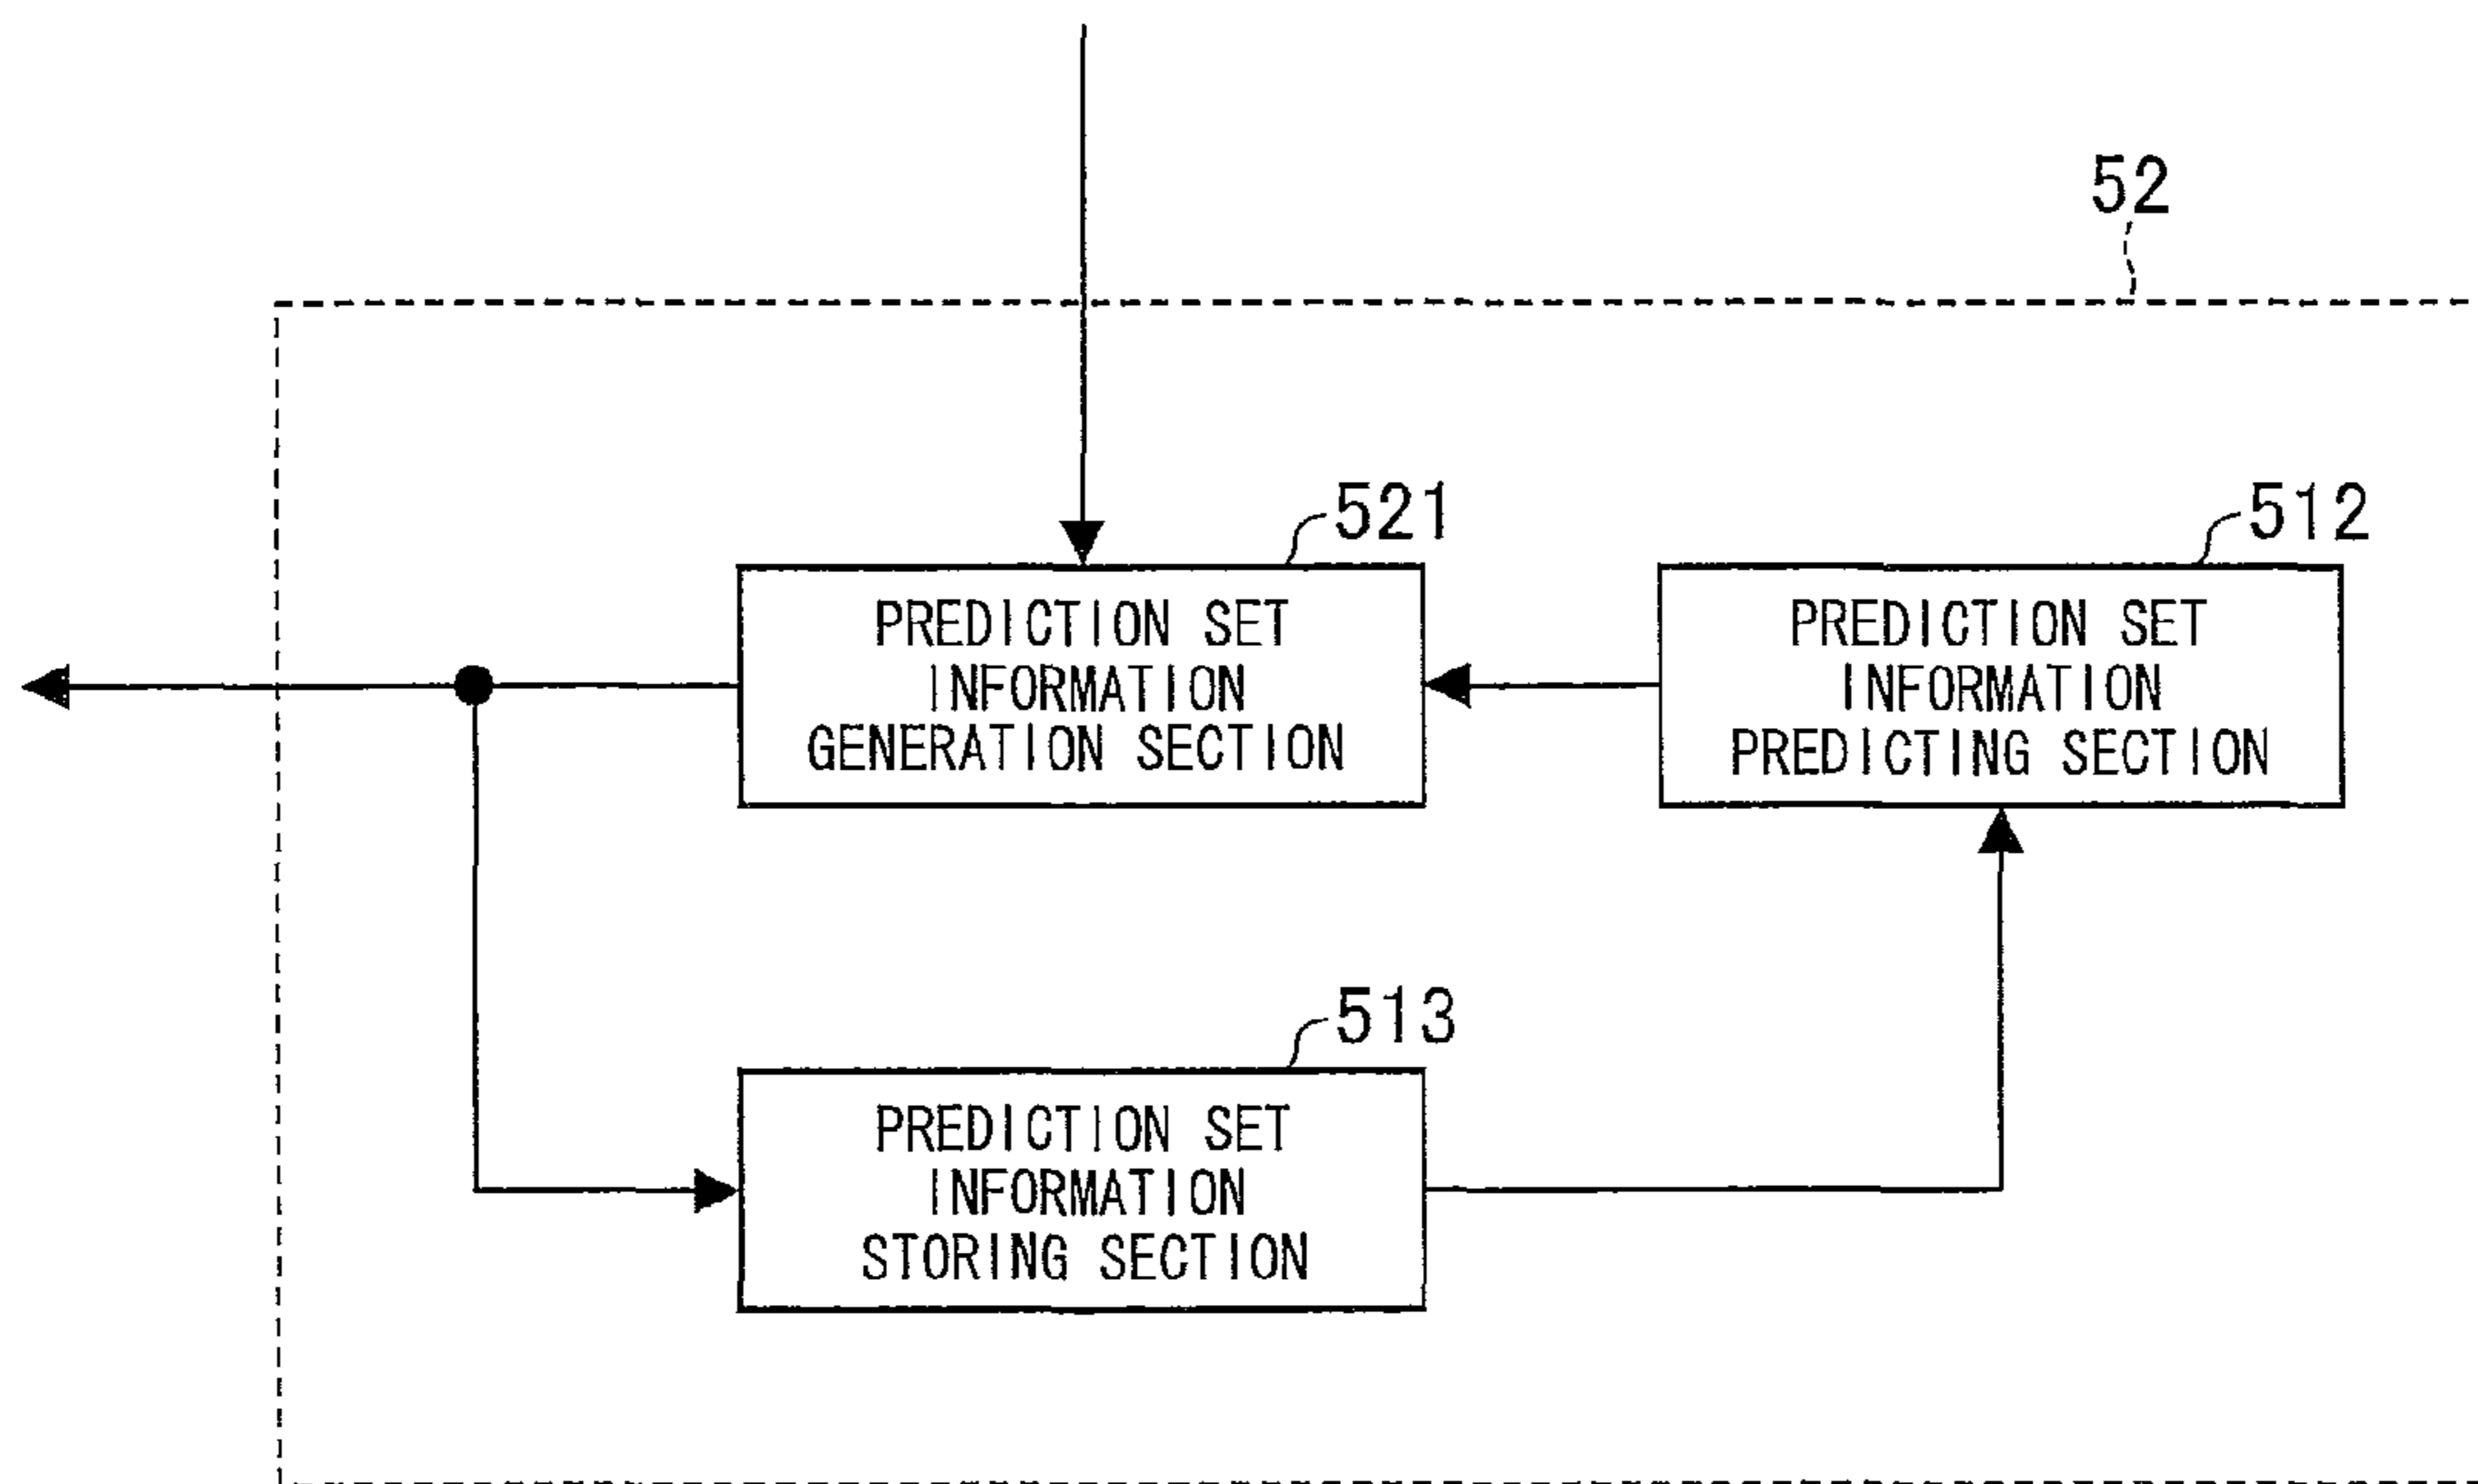 52
521
PREDICTION SET
INFORMATION
GENERATION SECTION
512
PREDICTION SET
INFORMATION
PREDICTING SECTION
513
PREDICTION SET
INFORMATION
STORING SECTION